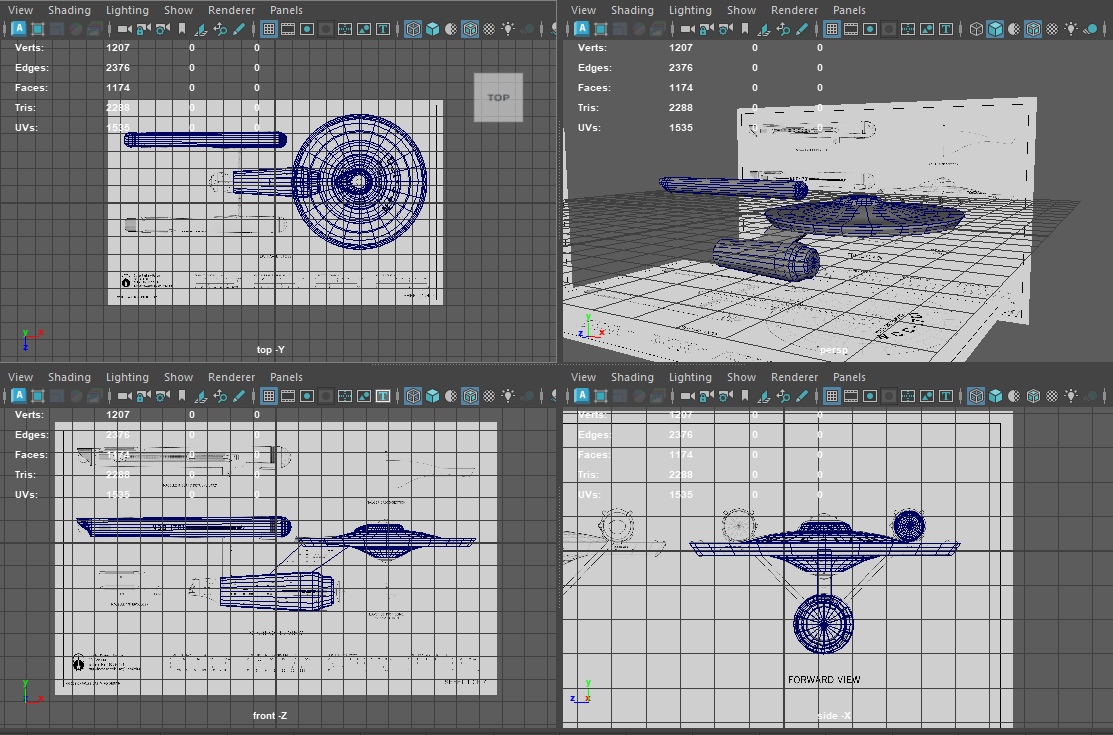 View Shading Lighting Show Renderer Panels
Verts: 1207 0 0
Edges: 2376 0 0
Faces: 1174 0 0
Tris: 2288 0 0
UVs: 1535 0 0
TOP
top -Y
View Shading Lighting Show Renderer Panels
Verts: 1207 0 0
Edges: 2376 0 0
Faces: 1174 0 0
Tris: 2288 0 0
UVs: 1535 0 0
persp
View Shading Lighting Show Renderer Panels
Verts: 1207 0 0
Edges: 2376 0 0
Faces: 1174 0 0
Tris: 2288 0 0
UVs: 1535 0 0
front -Z
View Shading Lighting Show Renderer Panels
Verts: 1207 0 0
Edges: 2376 0 0
Faces: 1174 0 0
Tris: 2288 0 0
UVs: 1535 0 0
FORWARD VIEW
side -X